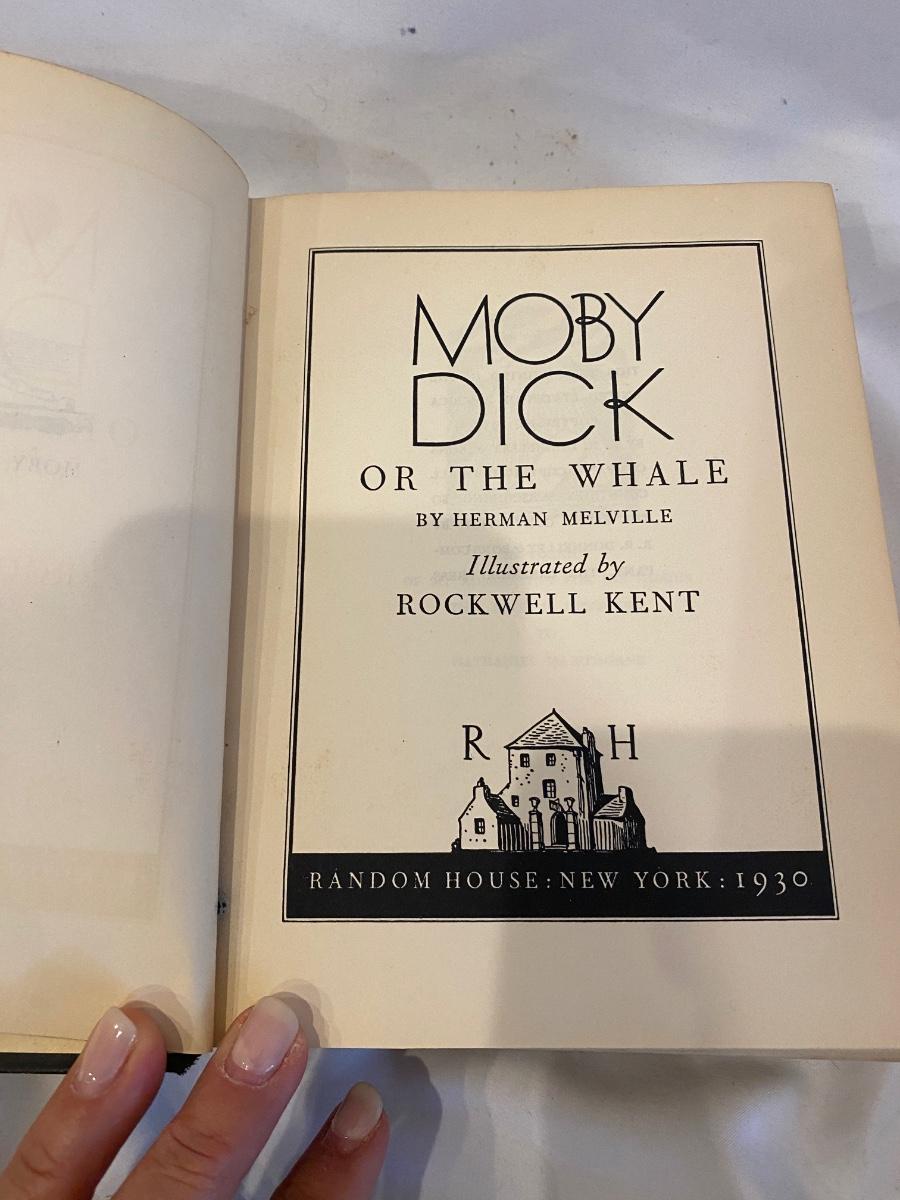 MOBY
DICK
OR THE WHALE
BY HERMAN MELVILLE
Illustrated by
ROCKWELL KENT
R H
RANDOM HOUSE : NEW YORK : 1930